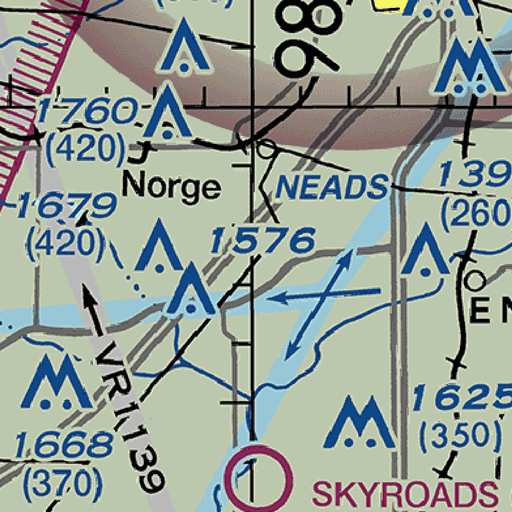 98
1760
(420)
Norge
NEADS
139
(260
1679
(420)
1576
E N
VR1139
1625
(350)
1668
(370)
SKYROADS